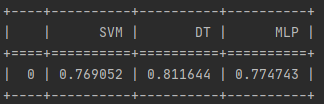 +----+----------+----------+----------+
|    |      SVM |       DT |      MLP |
+====+==========+==========+==========+
|  0 | 0.769052 | 0.811644 | 0.774743 |
+----+----------+----------+----------+